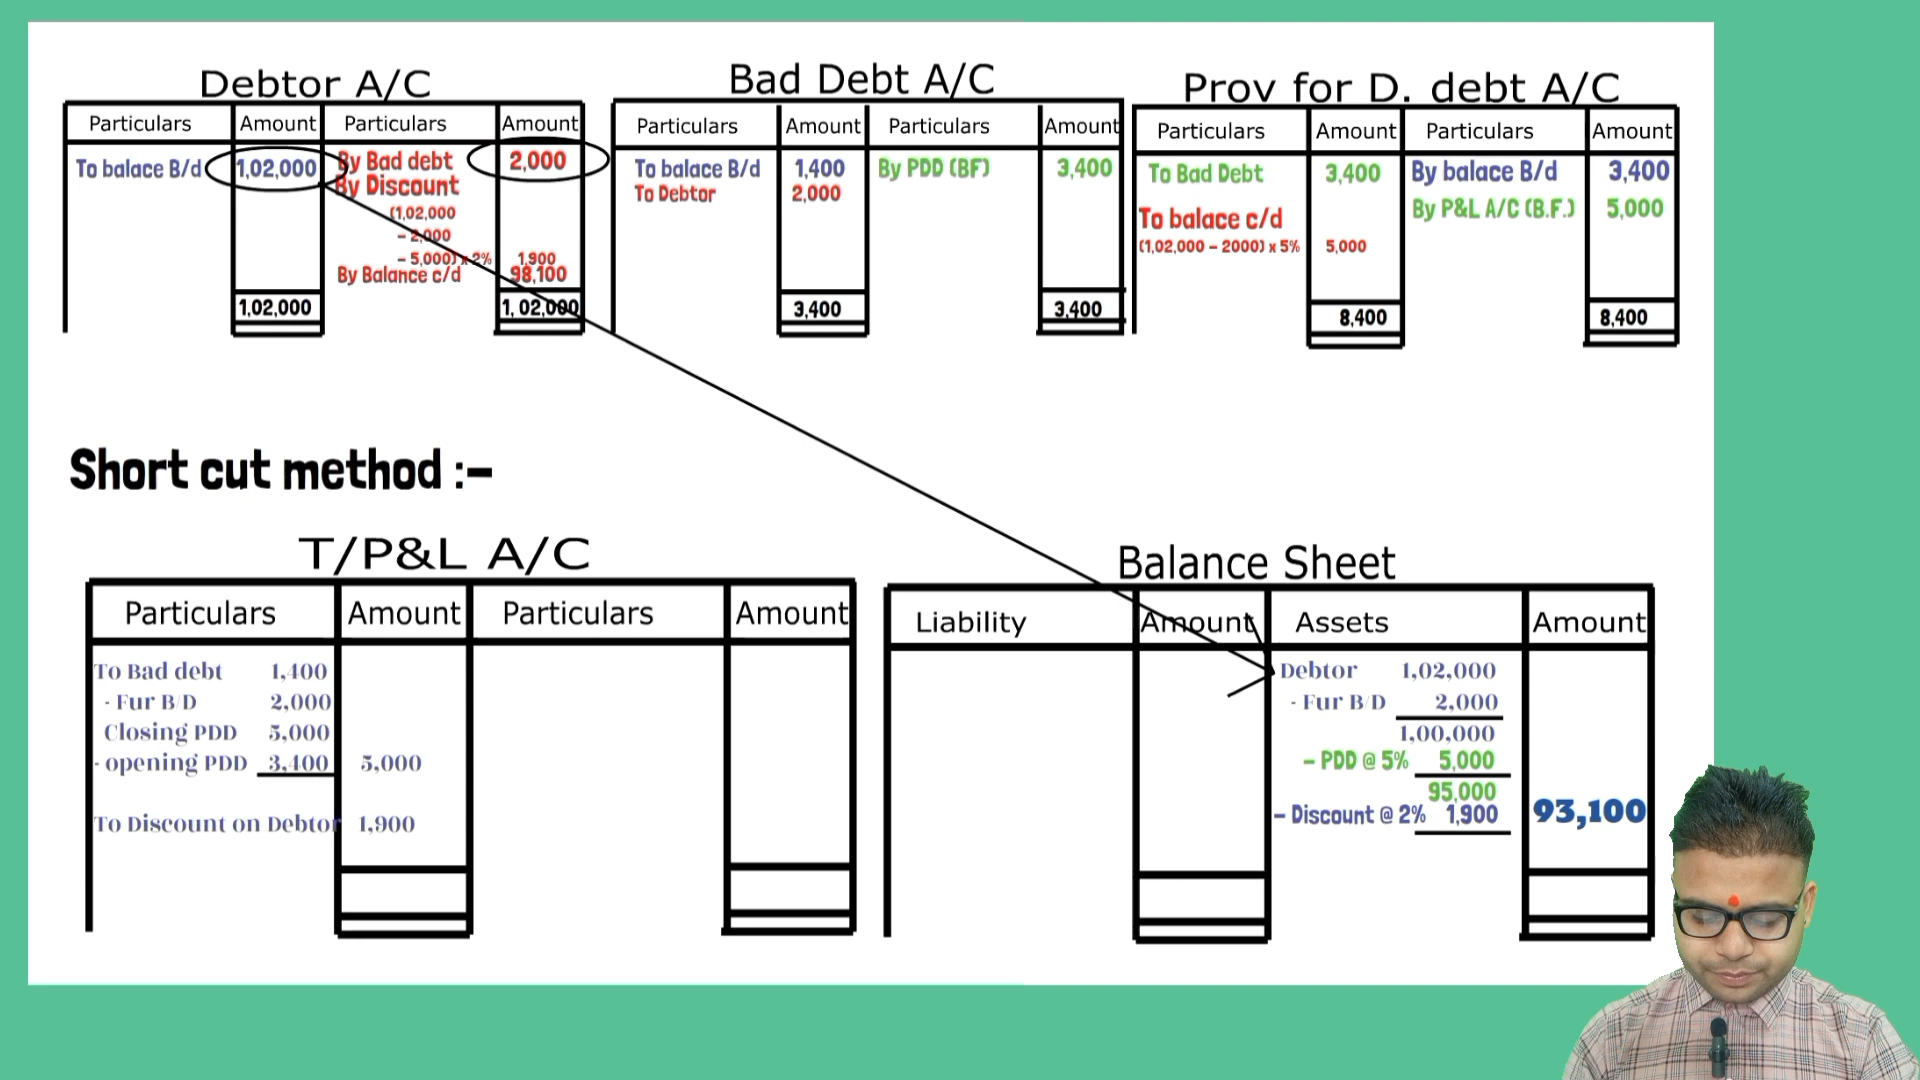 Debtor A/C
Particulars Amount Particulars Amount
To balace B/d 1,02,000 By Bad debt 2,000
By Discount
(1,02,000
- 2,000
- 5,000) x 2% 1,900
By Balance c/d 98,100
1,02,000 1,02,000
Bad Debt A/C
Particulars Amount Particulars Amount
To balace B/d 1,400 By PDD (BF) 3,400
To Debtor 2,000
3,400 3,400
Prov for D. debt A/C
Particulars Amount Particulars Amount
To Bad Debt 3,400 By balace B/d 3,400
By P&L A/C (B.F.) 5,000
To balace c/d
(1,02,000 - 2000) x 5% 5,000
8,400 8,400
Short cut method :-
T/P&L A/C
Particulars Amount Particulars Amount
To Bad debt 1,400
- Fur B/D 2,000
Closing PDD 5,000
- opening PDD 3,400 5,000
To Discount on Debtor 1,900
Balance Sheet
Liability Amount Assets Amount
Debtor 1,02,000
- Fur B/D 2,000
1,00,000
- PDD @ 5% 5,000
95,000
- Discount @ 2% 1,900 93,100